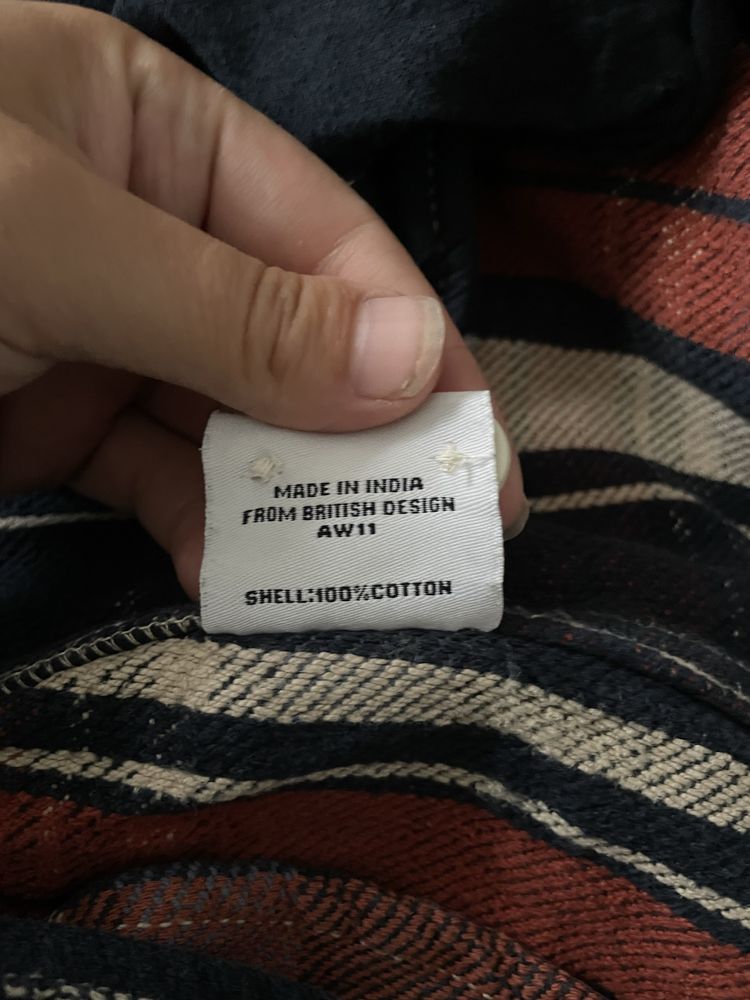 MADE IN INDIA
FROM BRITISH DESIGN
AW11
SHELL:100%COTTON